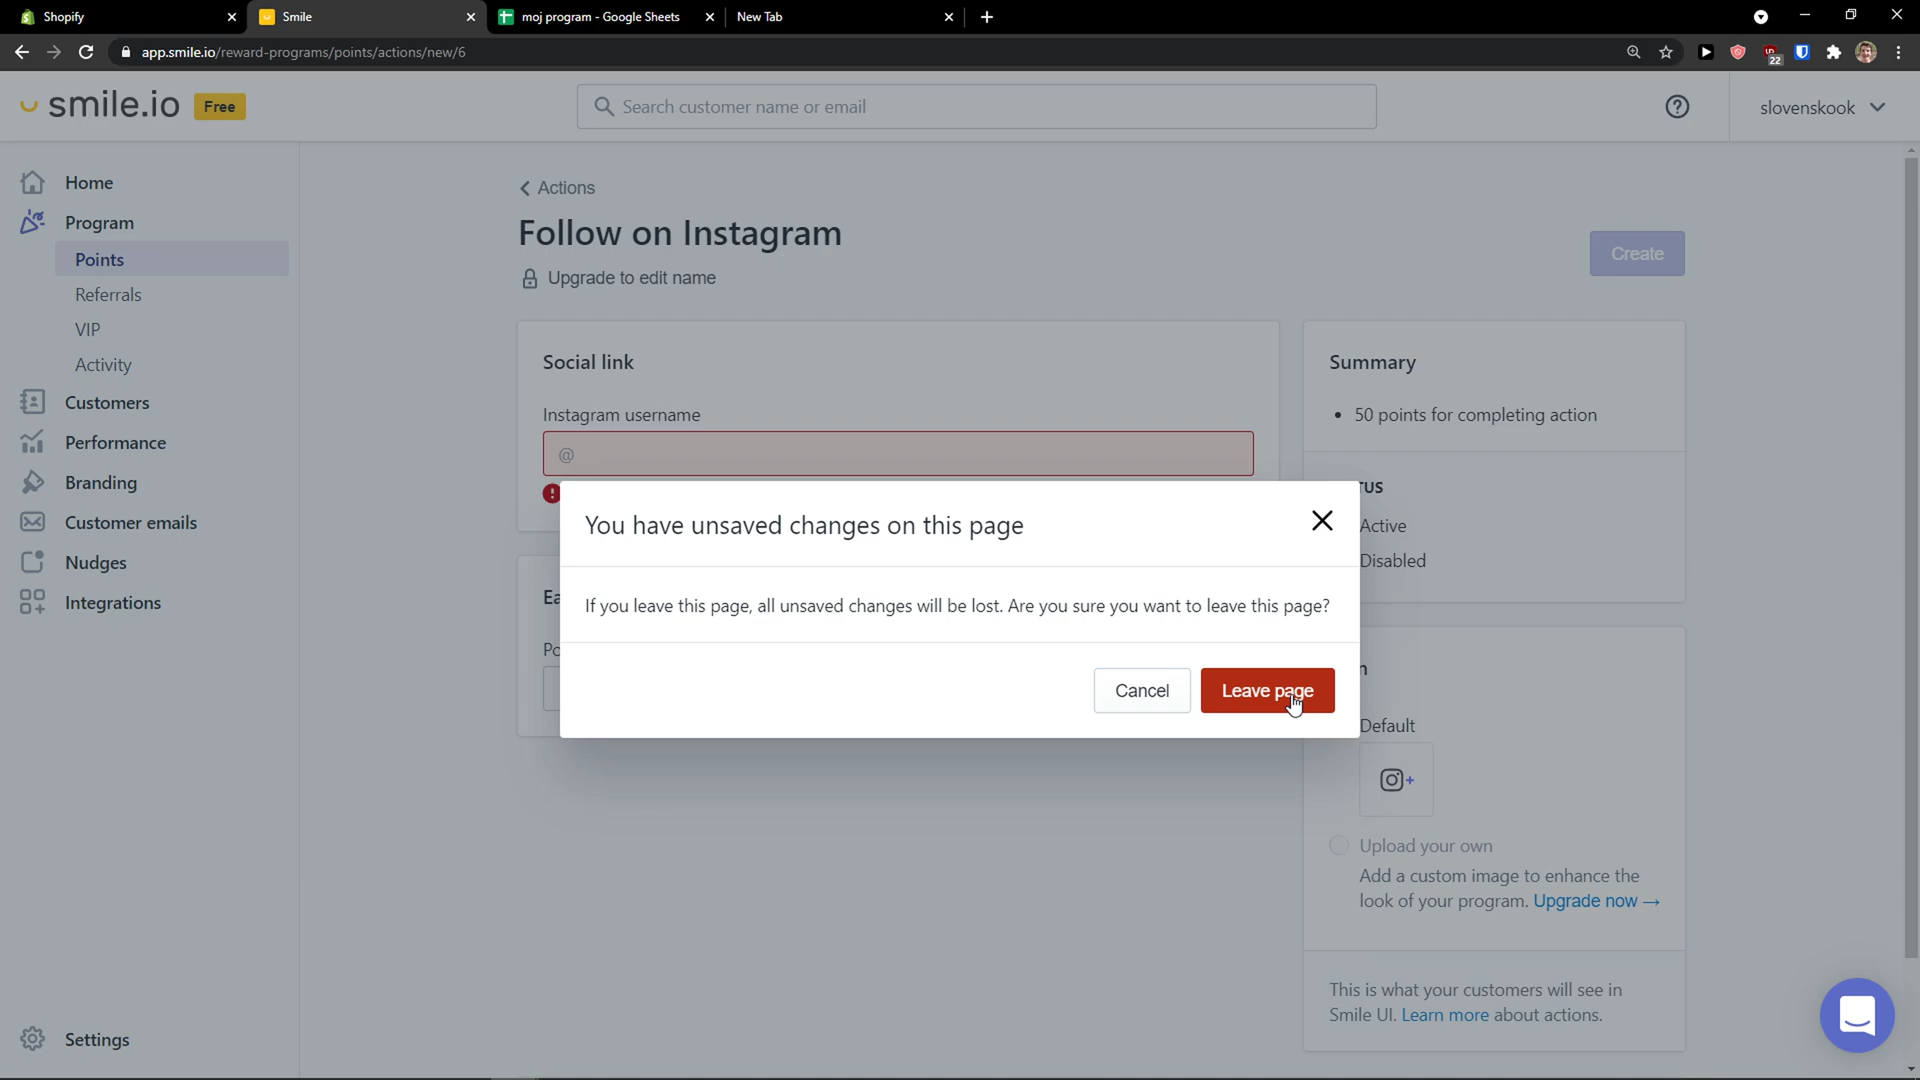 Shopify
Smile
moj program - Google Sheets
New Tab
app.smile.io/reward-programs/points/actions/new/6
22
smile.io
Free
Search customer name or email
slovenskook
Home
Program
Points
Referrals
VIP
Activity
Customers
Performance
Branding
Customer emails
Nudges
Integrations
Settings
Actions
Follow on Instagram
Upgrade to edit name
Create
Social link
Instagram username
@
Summary
• 50 points for completing action
Active
Disabled
You have unsaved changes on this page
If you leave this page, all unsaved changes will be lost. Are you sure you want to leave this page?
Cancel
Leave page
Default
Upload your own
Add a custom image to enhance the
look of your program. Upgrade now →
This is what your customers will see in
Smile UI. Learn more about actions.